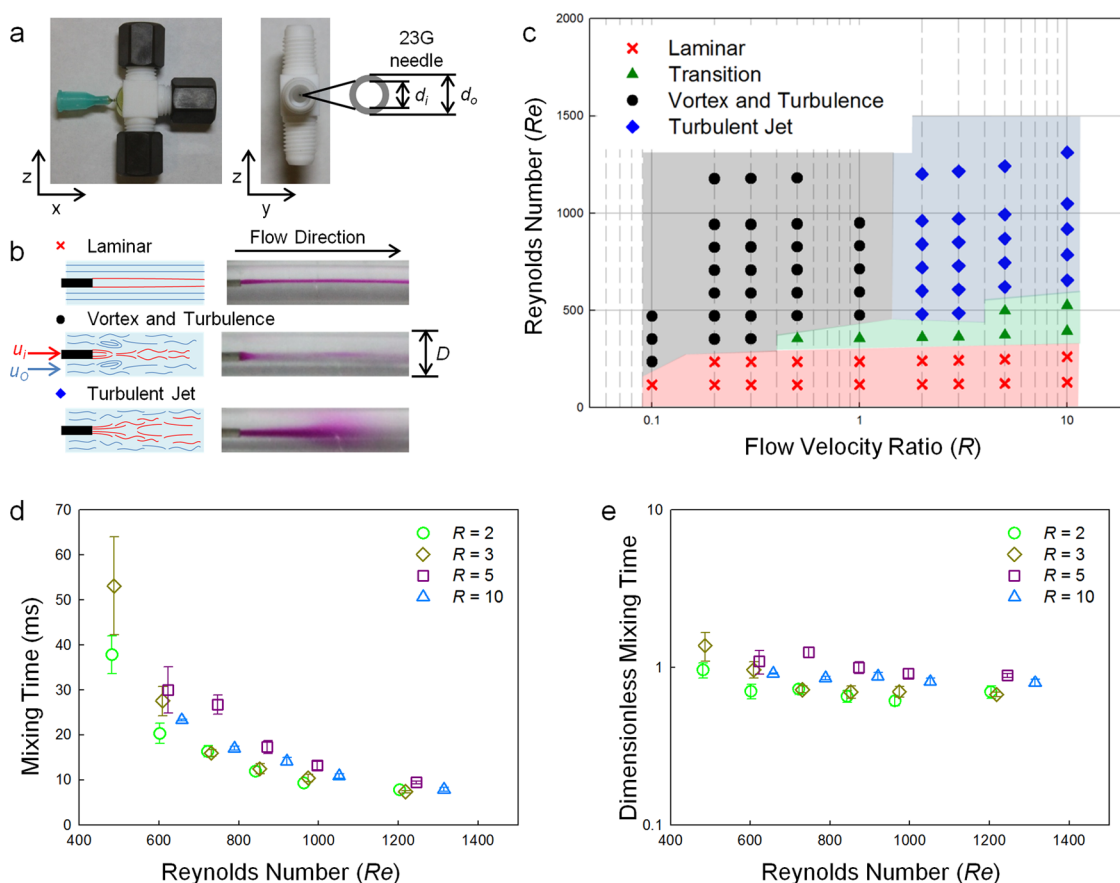 a
23G
needle
di
do
z
x
z
y
b
Laminar
Flow Direction
Vortex and Turbulence
ui
uO
D
Turbulent Jet
c
Reynolds Number (Re)
2000
1500
1000
500
0
Laminar
Transition
Vortex and Turbulence
Turbulent Jet
0.1
1
10
Flow Velocity Ratio (R)
d
Mixing Time (ms)
70
60
50
40
30
20
10
0
R = 2
R = 3
R = 5
R = 10
400
600
800
1000
1200
1400
Reynolds Number (Re)
e
Dimensionless Mixing Time
10
1
0.1
R = 2
R = 3
R = 5
R = 10
400
600
800
1000
1200
1400
Reynolds Number (Re)